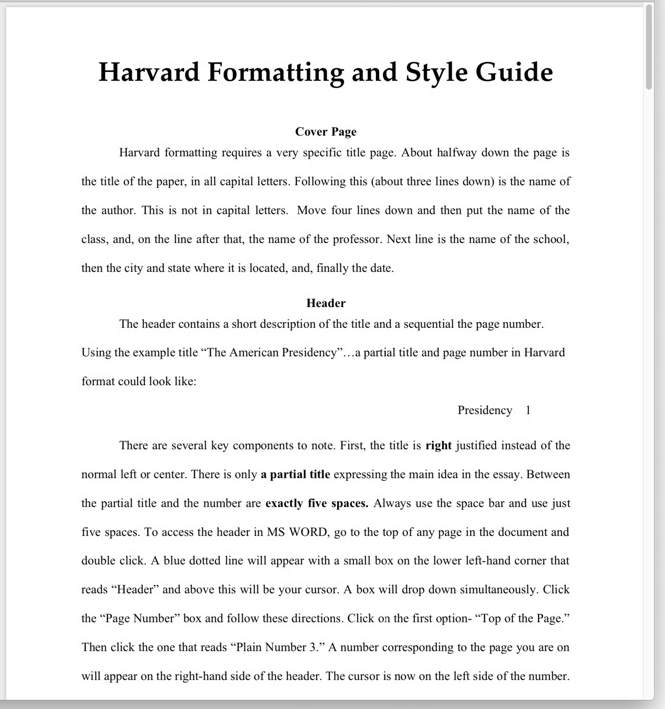 Harvard Formatting and Style Guide
Cover Page
Harvard formatting requires a very specific title page. About halfway down the page is
the title of the paper, in all capital letters. Following this (about three lines down) is the name of
the author. This is not in capital letters.  Move four lines down and then put the name of the
class, and, on the line after that, the name of the professor. Next line is the name of the school,
then the city and state where it is located, and, finally the date.
Header
The header contains a short description of the title and a sequential the page number.
Using the example title “The American Presidency”…a partial title and page number in Harvard
format could look like:
Presidency    1
There are several key components to note. First, the title is right justified instead of the
normal left or center. There is only a partial title expressing the main idea in the essay. Between
the partial title and the number are exactly five spaces. Always use the space bar and use just
five spaces. To access the header in MS WORD, go to the top of any page in the document and
double click. A blue dotted line will appear with a small box on the lower left-hand corner that
reads “Header” and above this will be your cursor. A box will drop down simultaneously. Click
the “Page Number” box and follow these directions. Click on the first option- “Top of the Page.”
Then click the one that reads “Plain Number 3.” A number corresponding to the page you are on
will appear on the right-hand side of the header. The cursor is now on the left side of the number.